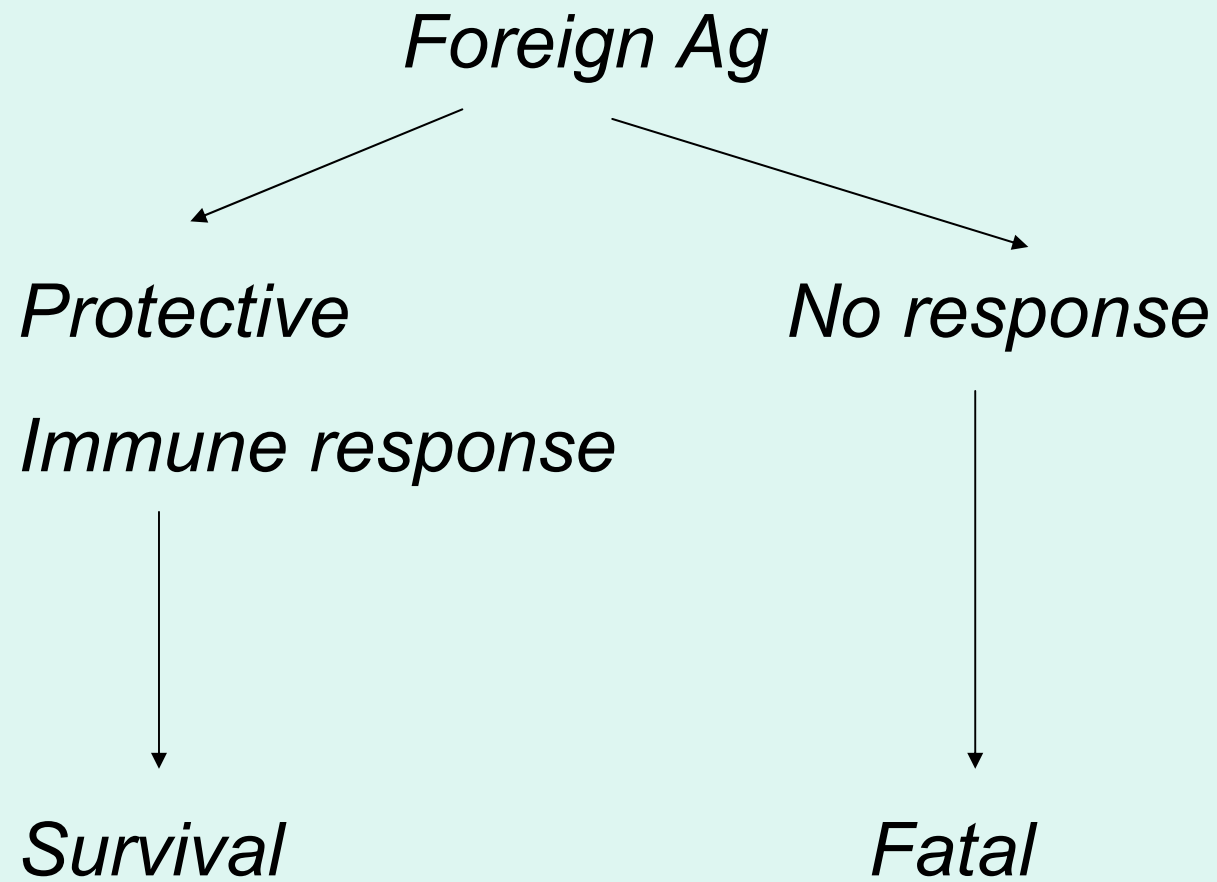 Foreign Ag
Protective
No response
Immune response
Survival
Fatal